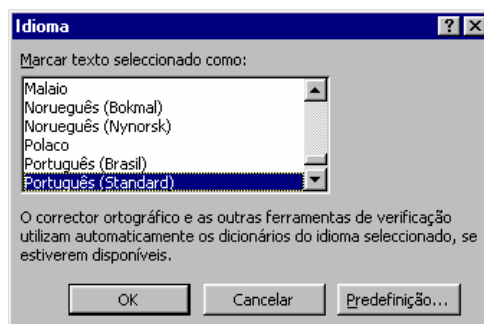 Idioma
Marcar texto seleccionado como:
Malaio
Norueguês (Bokmal)
Norueguês (Nynorsk)
Polaco
Português (Brasil)
Português (Standard)
O corrector ortográfico e as outras ferramentas de verificação
utilizam automaticamente os dicionários do idioma seleccionado, se
estiverem disponíveis.
OK Cancelar Predefinição...